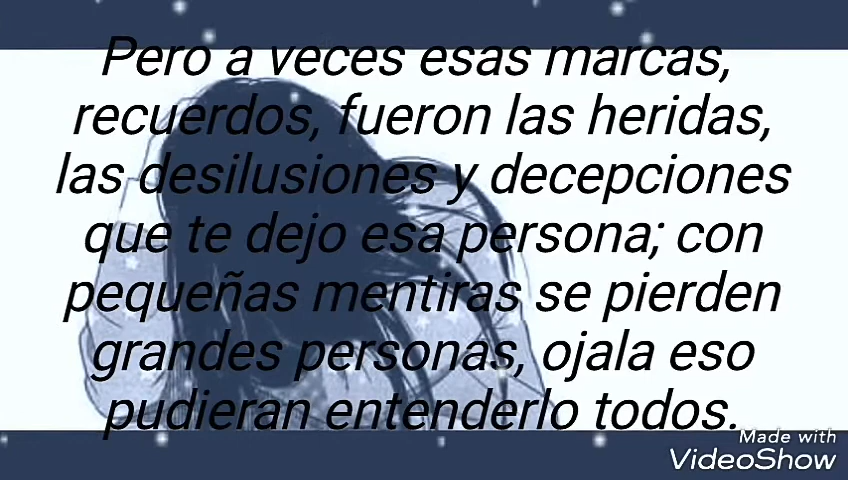 Pero a veces esas marcas,
recuerdos, fueron las heridas,
las desilusiones y decepciones
que te dejo esa persona; con
pequeñas mentiras se pierden
grandes personas, ojala eso
pudieran entenderlo todos.
Made with
VideoShow